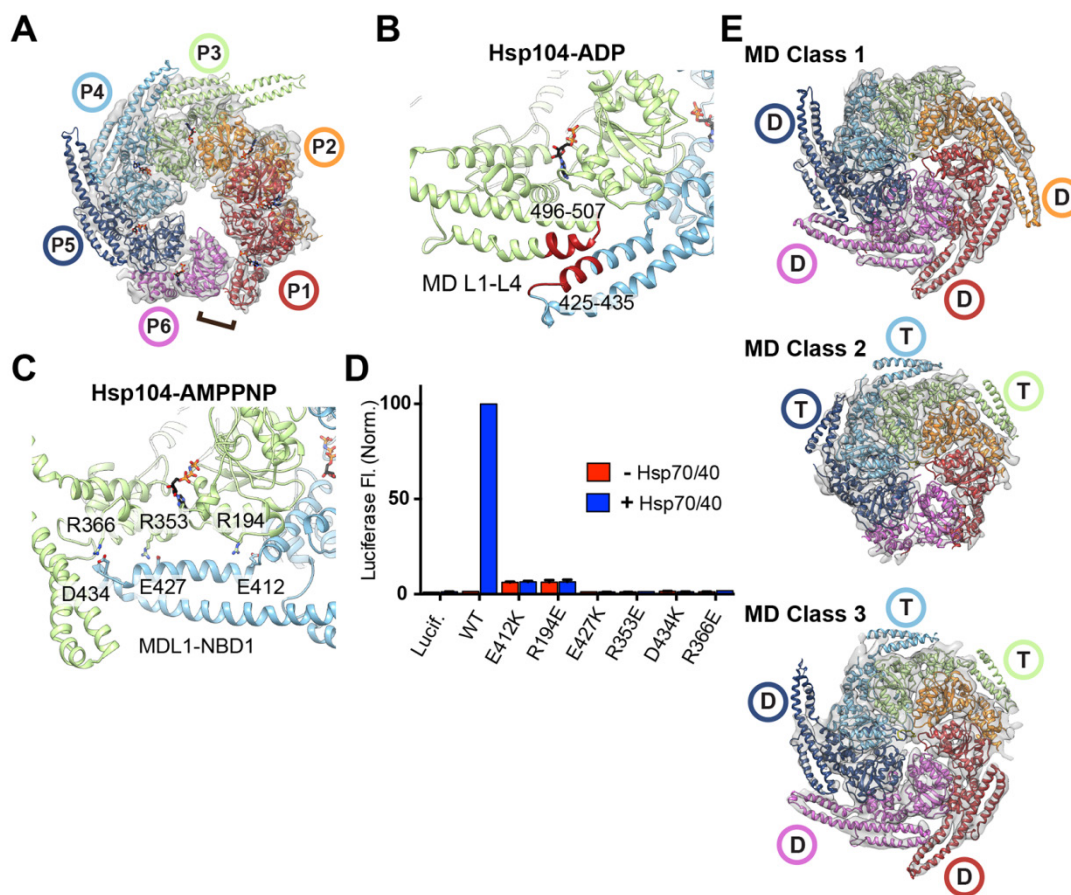 A
P3
P4
P2
P5
P6
P1
B
Hsp104-ADP
496-507
MD L1-L4
425-435
C
Hsp104-AMPPNP
R366
R353
R194
D434
E427
E412
MDL1-NBD1
D
Luciferase Fl. (Norm.)
100
50
0
- Hsp70/40
+ Hsp70/40
Lucif.
WT
E412K
R194E
E427K
R353E
D434K
R366E
E
MD Class 1
D
D
D
D
MD Class 2
T
T
T
MD Class 3
T
T
D
D
D